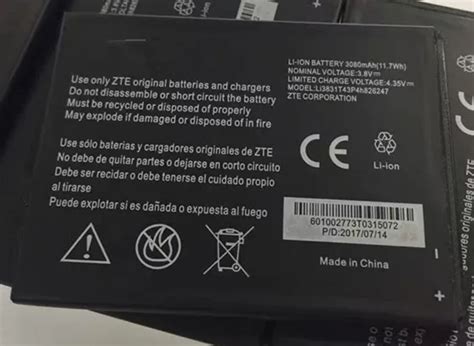 LI-ION BATTERY 3080mAh(11.7Wh)
NOMINAL VOLTAGE:3.8V
LIMITED CHARGE VOLTAGE:4.35V
MODEL:Li3831T43P4h826247
ZTE CORPORATION
Use only ZTE original batteries and chargers
Do not disassemble or short circuit the battery
Must be recycled or disposed of properly
May explode if damaged or disposed of in fire
CE
Li-ion
Use sólo baterías y cargadores originales de ZTE
No debe de quitar partes o dejarse en corto circuito
Debe ser recidar o debe tenerse el cuidado propio
al tirarse
Puede explotar sí es dañada o expuesta al fuego
601002773T0315072
P/D:2017/07/14
Made in China
- +